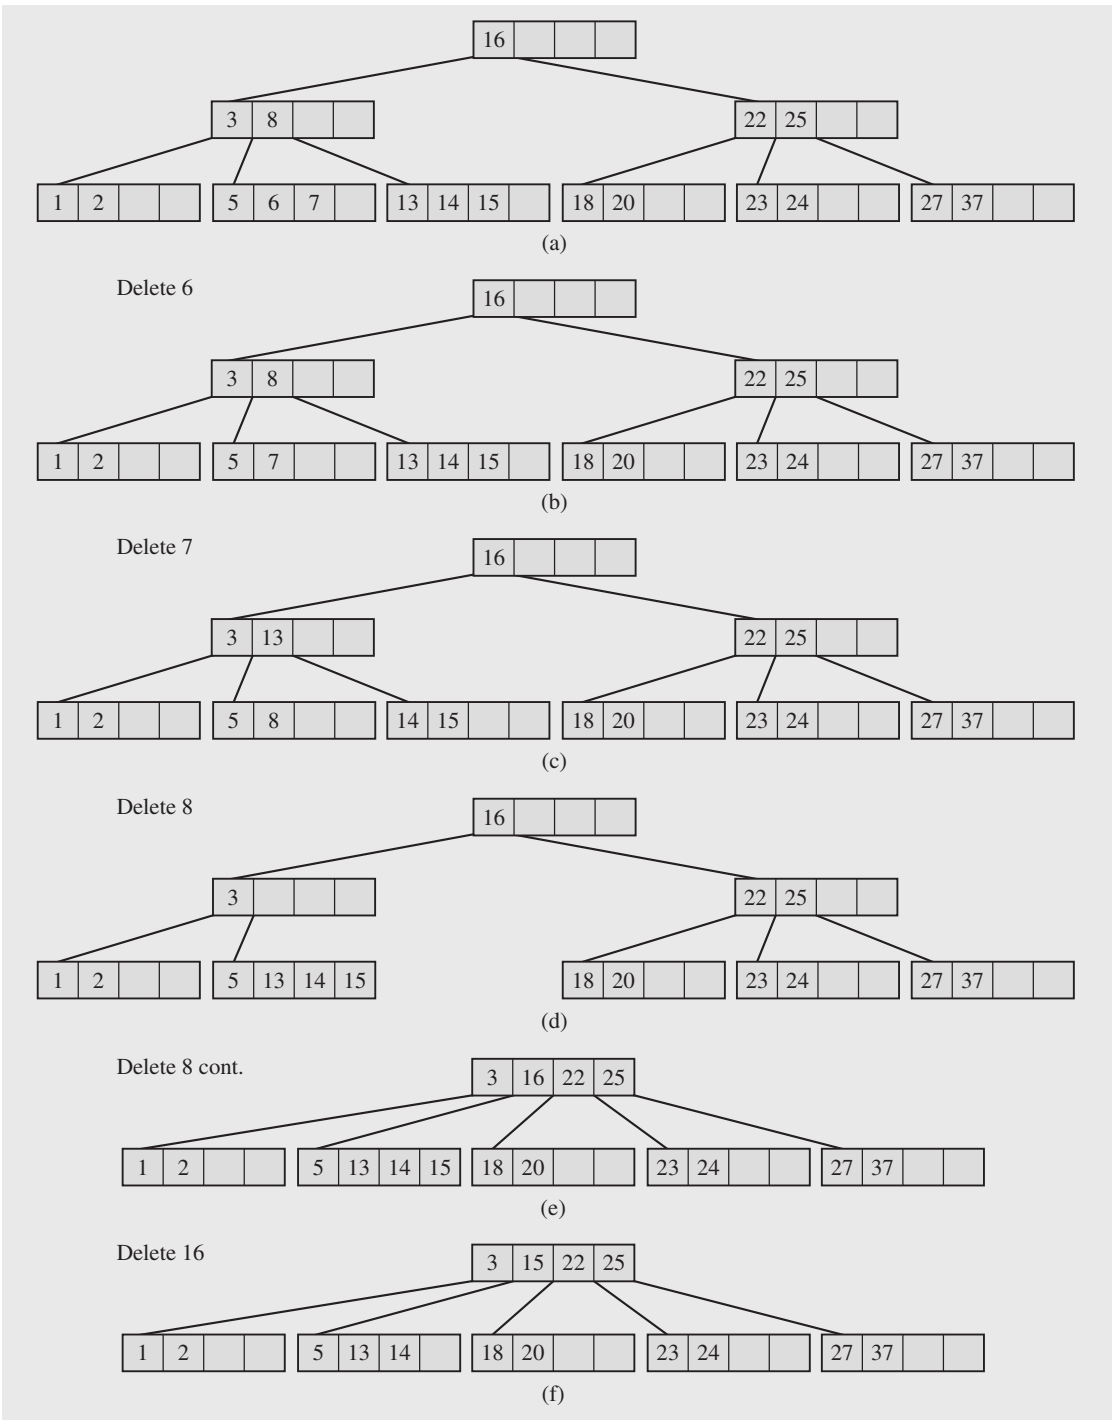 16
3 8 22 25
1 2 5 6 7 13 14 15 18 20 23 24 27 37
(a)
Delete 6
16
3 8 22 25
1 2 5 7 13 14 15 18 20 23 24 27 37
(b)
Delete 7
16
3 13 22 25
1 2 5 8 14 15 18 20 23 24 27 37
(c)
Delete 8
16
3 22 25
1 2 5 13 14 15 18 20 23 24 27 37
(d)
Delete 8 cont.
3 16 22 25
1 2 5 13 14 15 18 20 23 24 27 37
(e)
Delete 16
3 15 22 25
1 2 5 13 14 18 20 23 24 27 37
(f)